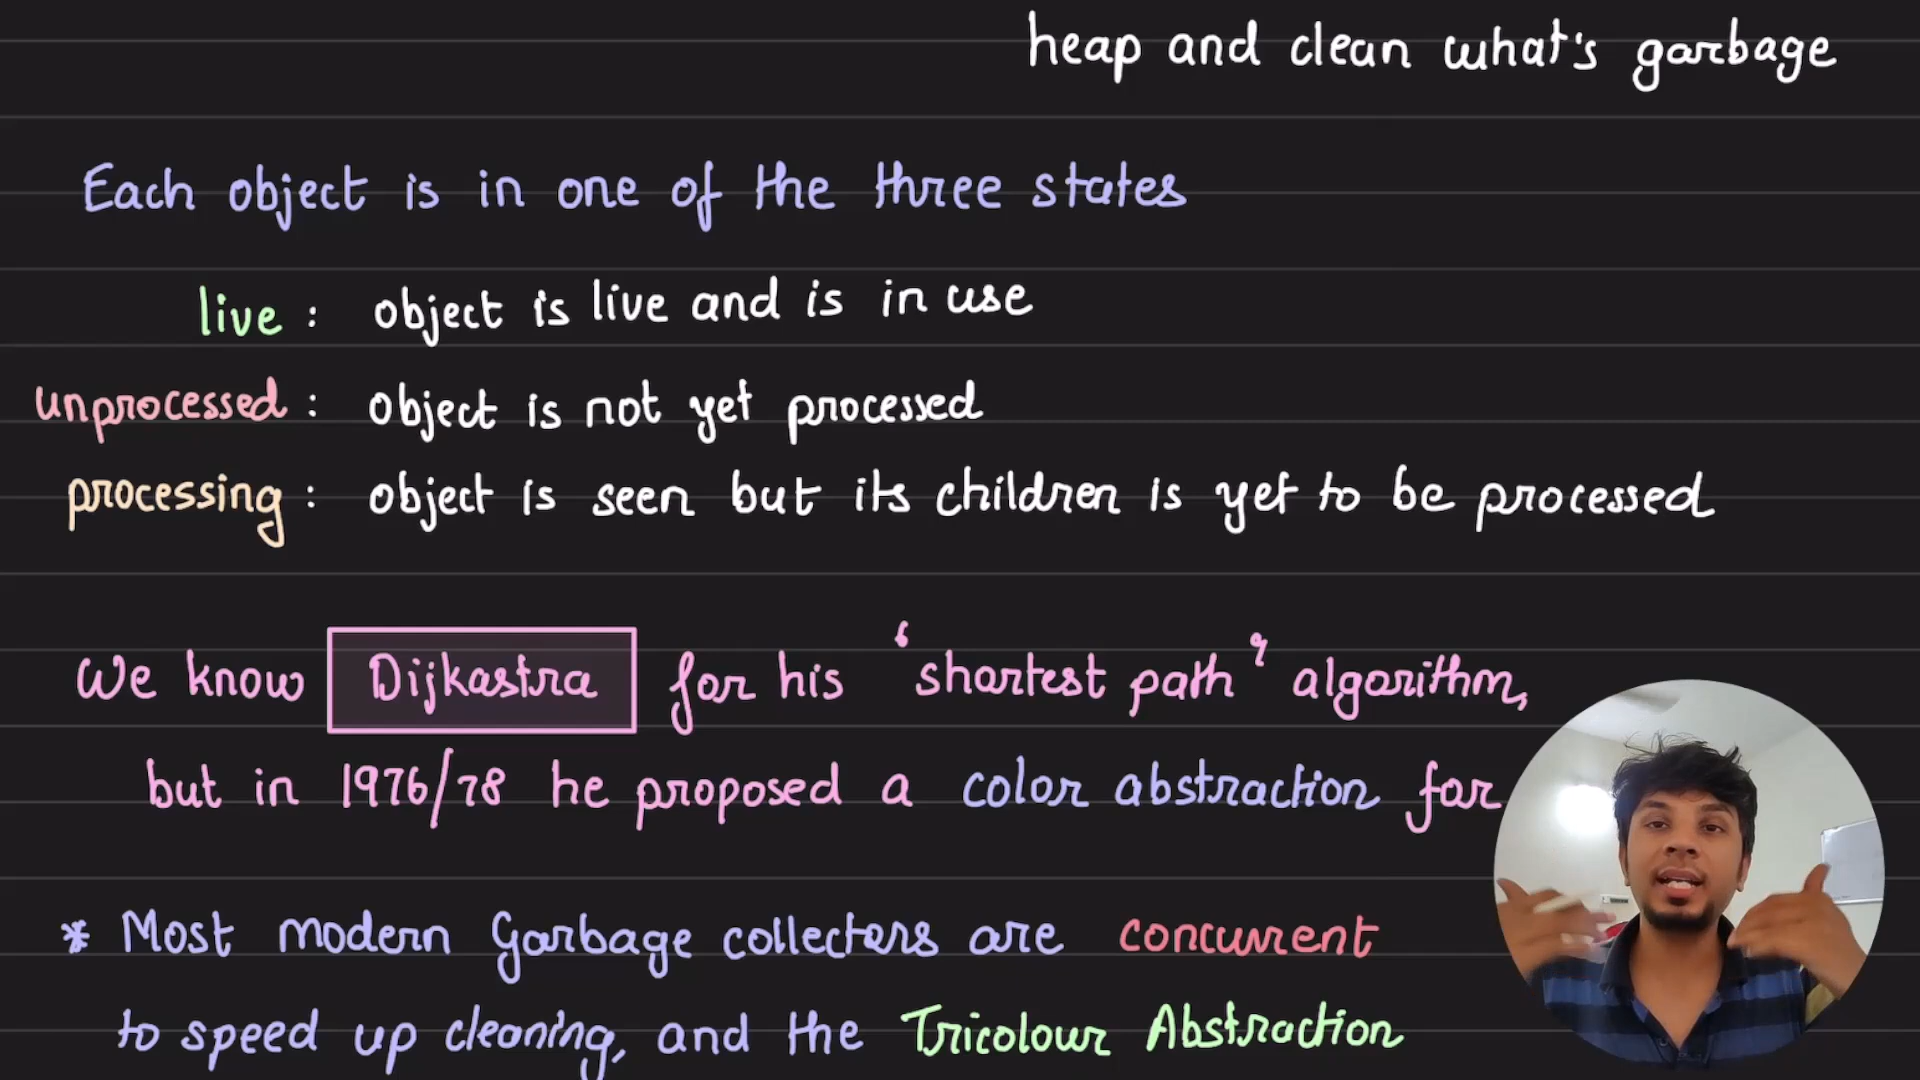 heap and clean what's garbage
Each object is in one of the three states
live : object is live and is in use
unprocessed : object is not yet processed
processing : object is seen but its children is yet to be processed
We know Dijkastra for his 'shortest path' algorithm,
but in 1976/78 he proposed a color abstraction for
* Most modern Garbage collectors are concurrent
to speed up cleaning, and the Tricolour Abstraction